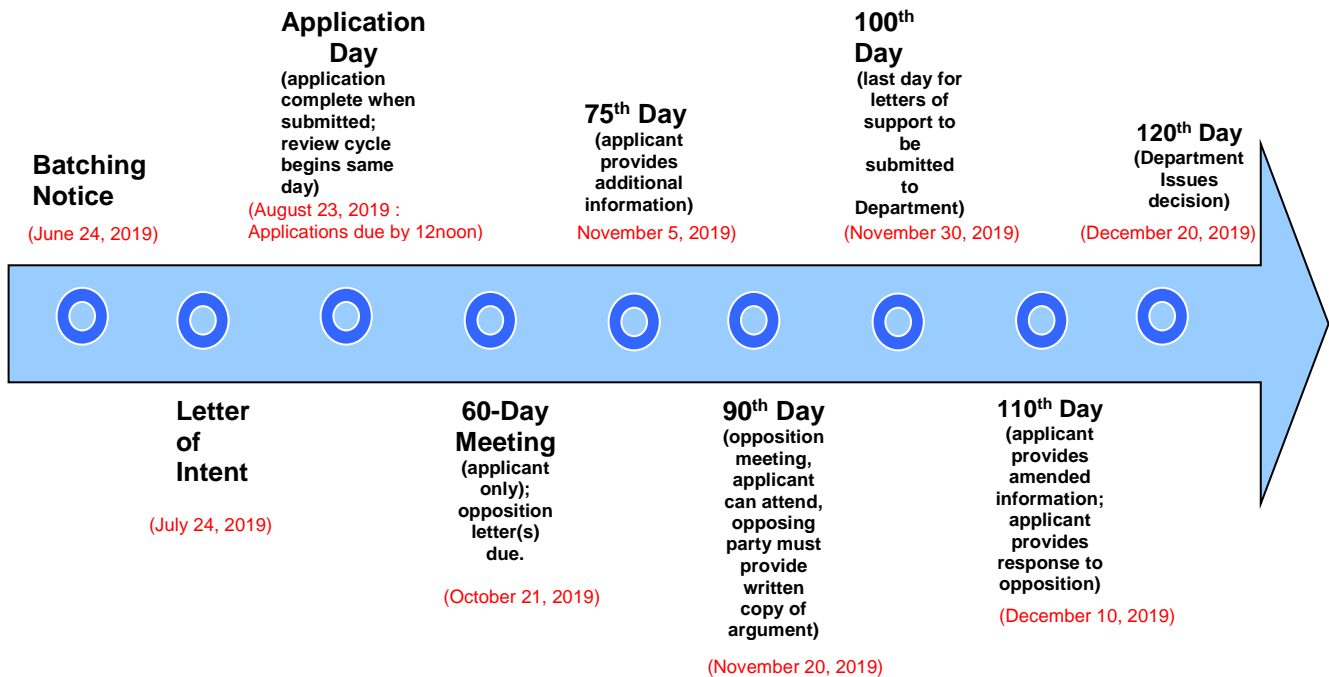 Batching
Notice
(June 24, 2019)
Letter
of
Intent
(July 24, 2019)
Application
Day
(application
complete when
submitted;
review cycle
begins same
day)
(August 23, 2019 :
Applications due by 12noon)
60-Day
Meeting
(applicant
only);
opposition
letter(s)
due.
(October 21, 2019)
75th Day
(applicant
provides
additional
information)
November 5, 2019)
90th Day
(opposition
meeting,
applicant
can attend,
opposing
party must
provide
written
copy of
argument)
(November 20, 2019)
100th
Day
(last day for
letters of
support to
be
submitted
to
Department)
(November 30, 2019)
110th Day
(applicant
provides
amended
information;
applicant
provides
response to
opposition)
(December 10, 2019)
120th Day
(Department
Issues
decision)
(December 20, 2019)